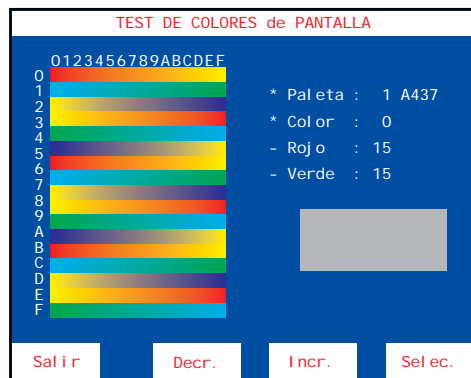 TEST DE COLORES de PANTALLA
0123456789ABCDEF
0
1
2
3
4
5
6
7
8
9
A
B
C
D
E
F
* Paleta : 1 A437
* Color : 0
- Rojo : 15
- Verde : 15
Salir Decr. Incr. Selec.